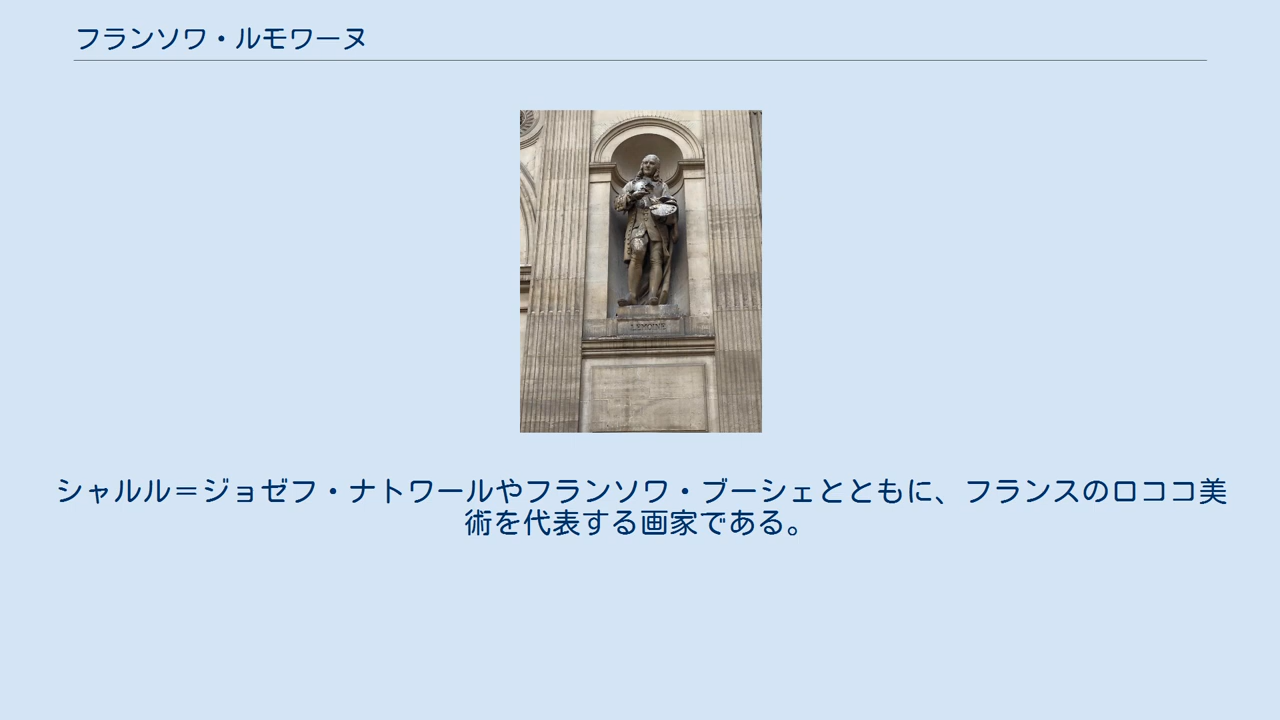 フランソワ・ルモワーヌ
シャルル＝ジョゼフ・ナトワールやフランソワ・ブーシェとともに、フランスのロココ美
術を代表する画家である。